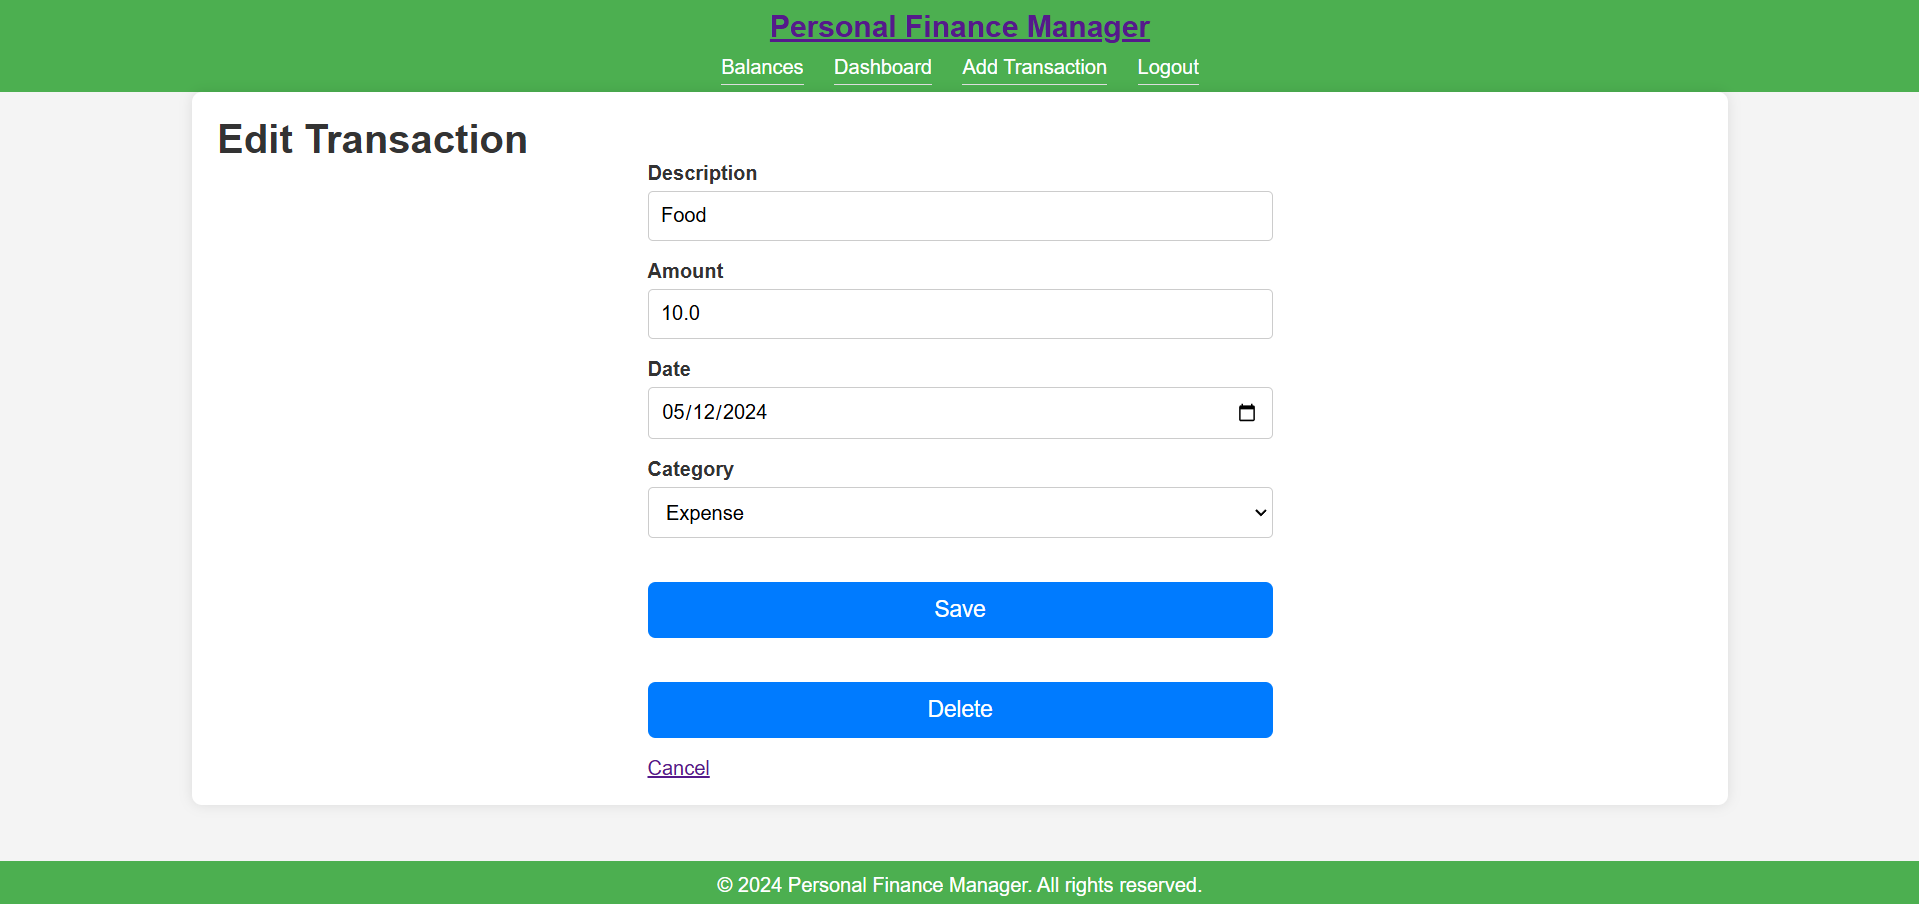 Personal Finance Manager
Balances Dashboard Add Transaction Logout
Edit Transaction
Description
Food
Amount
10.0
Date
05/12/2024
Category
Expense
Save
Delete
Cancel
© 2024 Personal Finance Manager. All rights reserved.